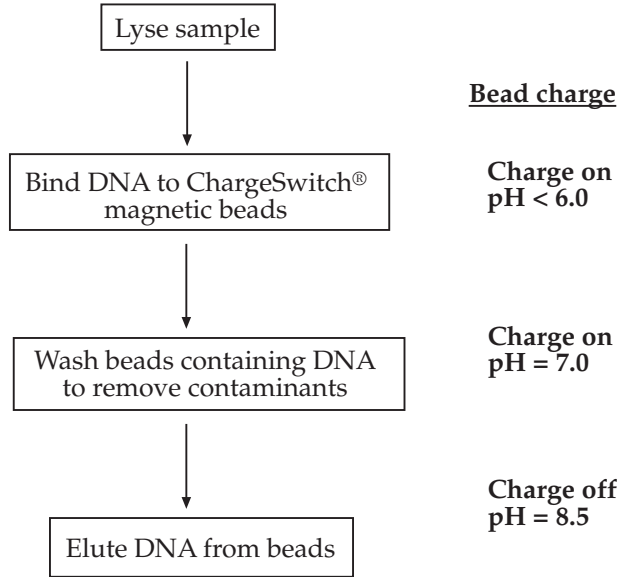 Lyse sample
Bead charge
Bind DNA to ChargeSwitch®
magnetic beads
Charge on
pH < 6.0
Wash beads containing DNA
to remove contaminants
Charge on
pH = 7.0
Elute DNA from beads
Charge off
pH = 8.5